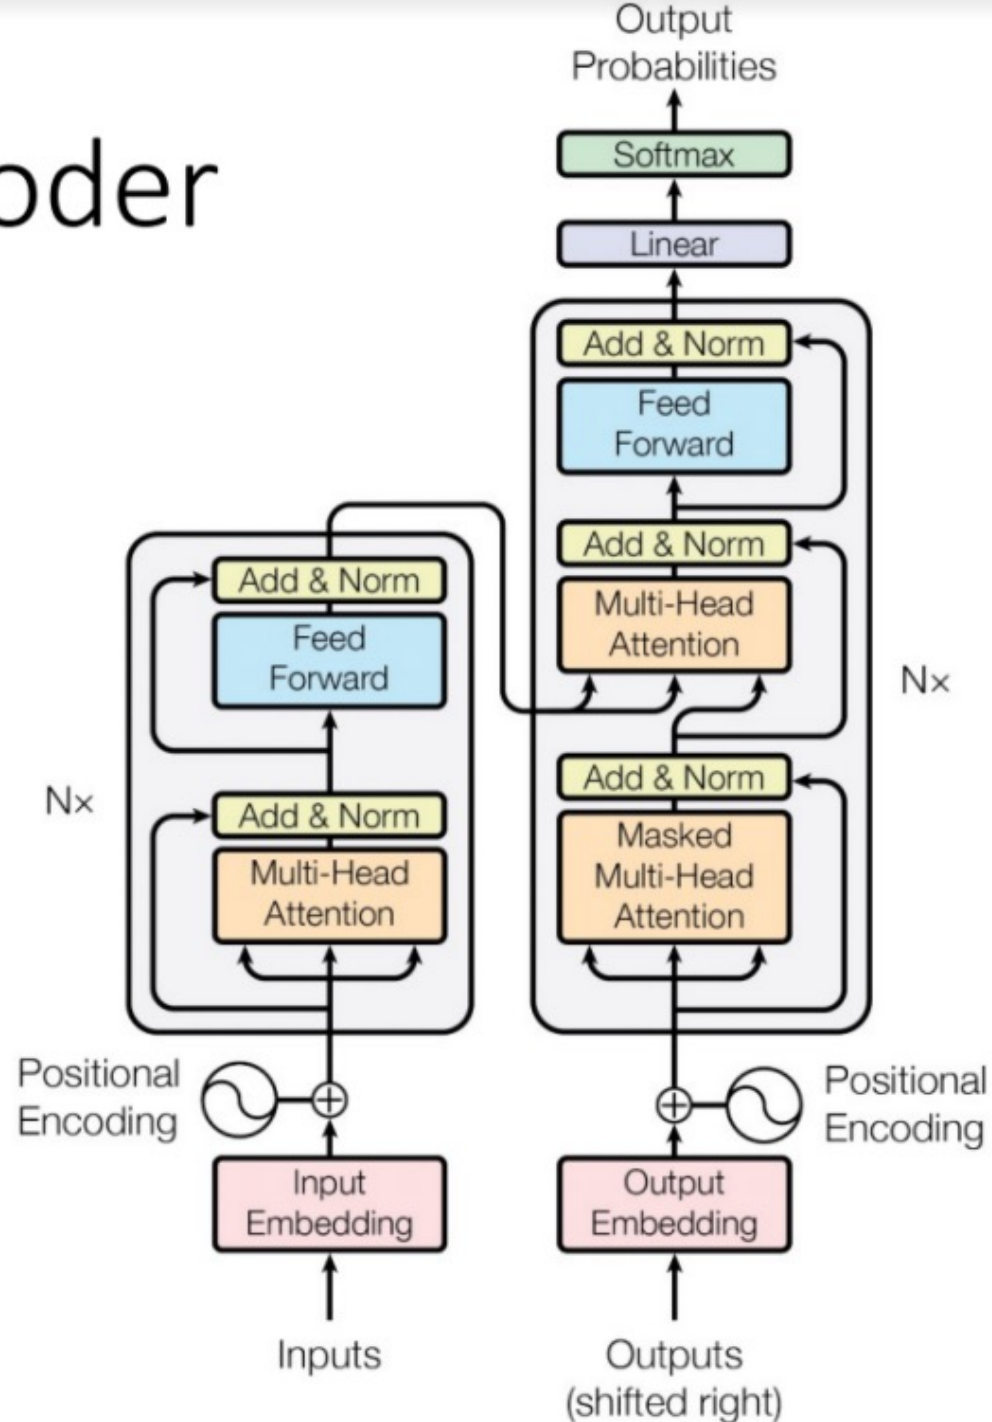 oder
Output
Probabilities
Softmax
Linear
Add & Norm
Feed
Forward
Add & Norm
Multi-Head
Attention
Nx
Add & Norm
Masked
Multi-Head
Attention
Add & Norm
Feed
Forward
Nx
Add & Norm
Multi-Head
Attention
Positional
Encoding
Positional
Encoding
Input
Embedding
Output
Embedding
Inputs
Outputs
(shifted right)